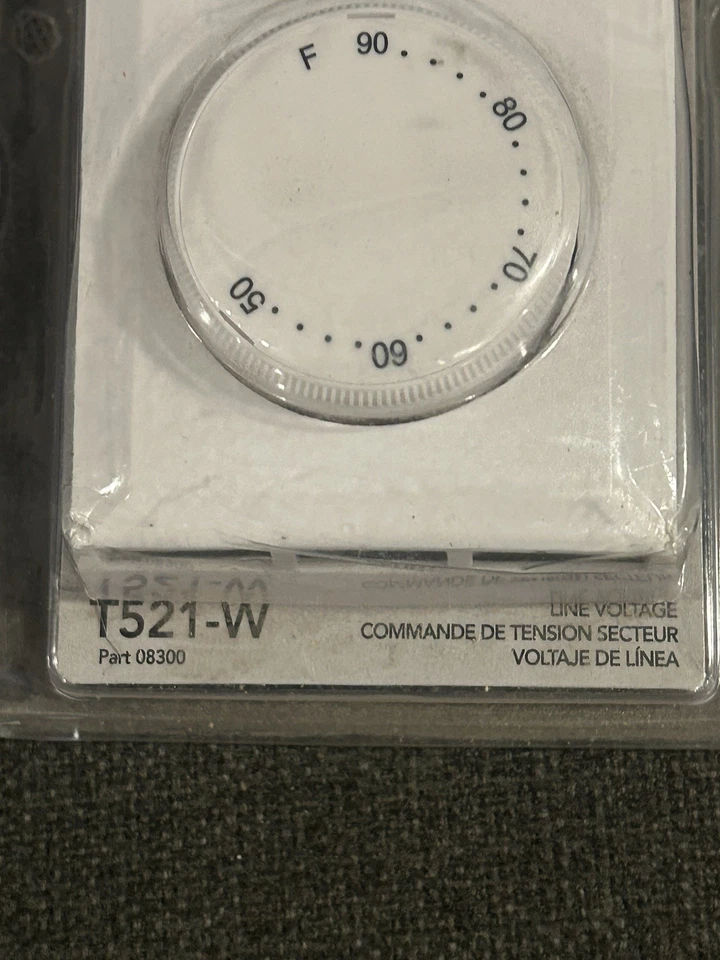 F 90
80
70
60
50
T521-W
Part 08300
LINE VOLTAGE
COMMANDE DE TENSION SECTEUR
VOLTAJE DE LÍNEA